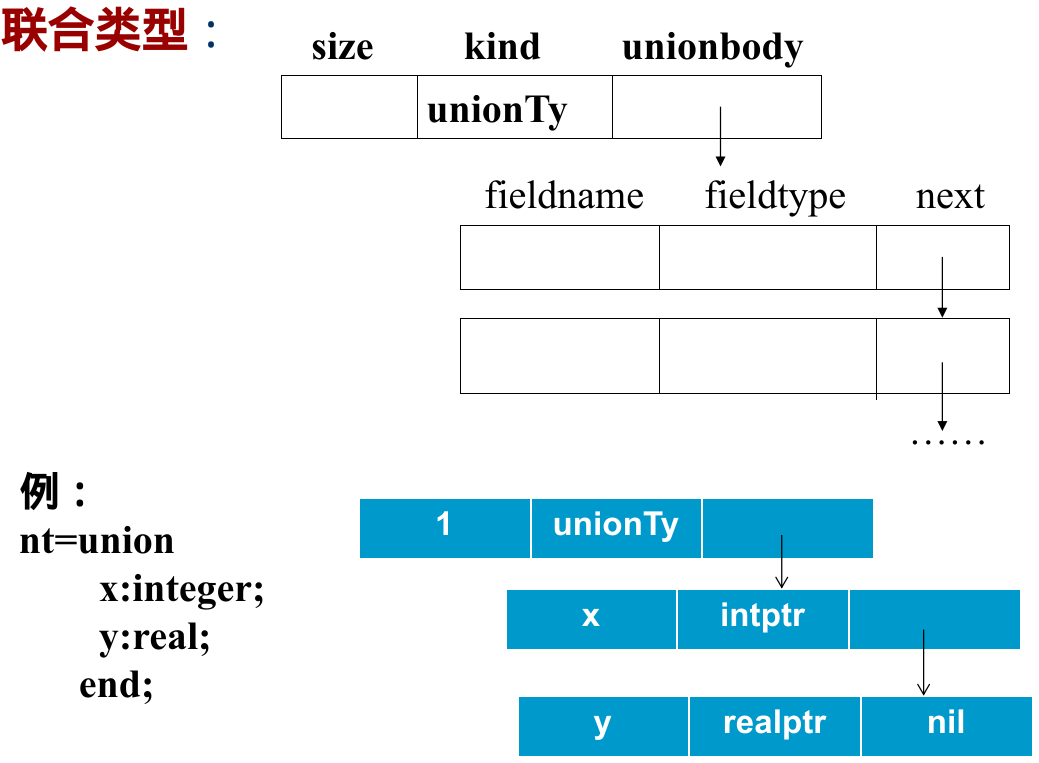 联合类型：
size kind unionbody
unionTy
fieldname fieldtype next
……
例：
nt=union
x:integer;
y:real;
end;
1 unionTy
x intptr
y realptr nil